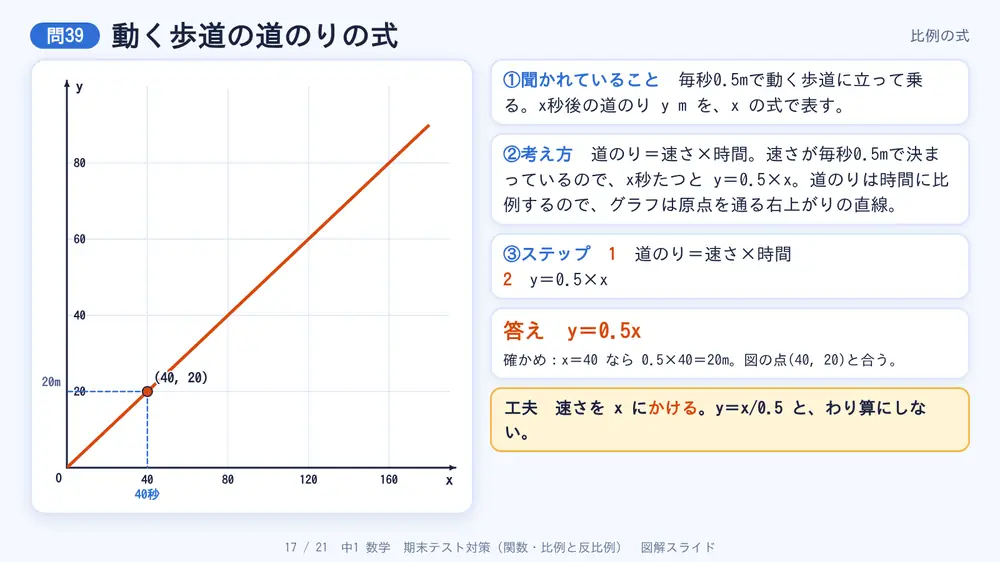 問39 動く歩道の道のりの式
比例の式
y
80
60
40
20m
20
(40, 20)
O
40
80
120
160
x
40秒
①聞かれていること 毎秒0.5mで動く歩道に立って乗
る。x秒後の道のり y m を、x の式で表す。
②考え方 道のり＝速さ×時間。速さが毎秒0.5mで決ま
っているので、x秒たつと y＝0.5×x。道のりは時間に比
例するので、グラフは原点を通る右上がりの直線。
③ステップ 1 道のり＝速さ×時間
2 y＝0.5×x
答え y＝0.5x
確かめ：x＝40 なら 0.5×40＝20m。図の点(40, 20)と合う。
工夫 速さを x にかける。y＝x/0.5 と、わり算にしな
い。
17 / 21 中1 数学 期末テスト対策（関数・比例と反比例） 図解スライド